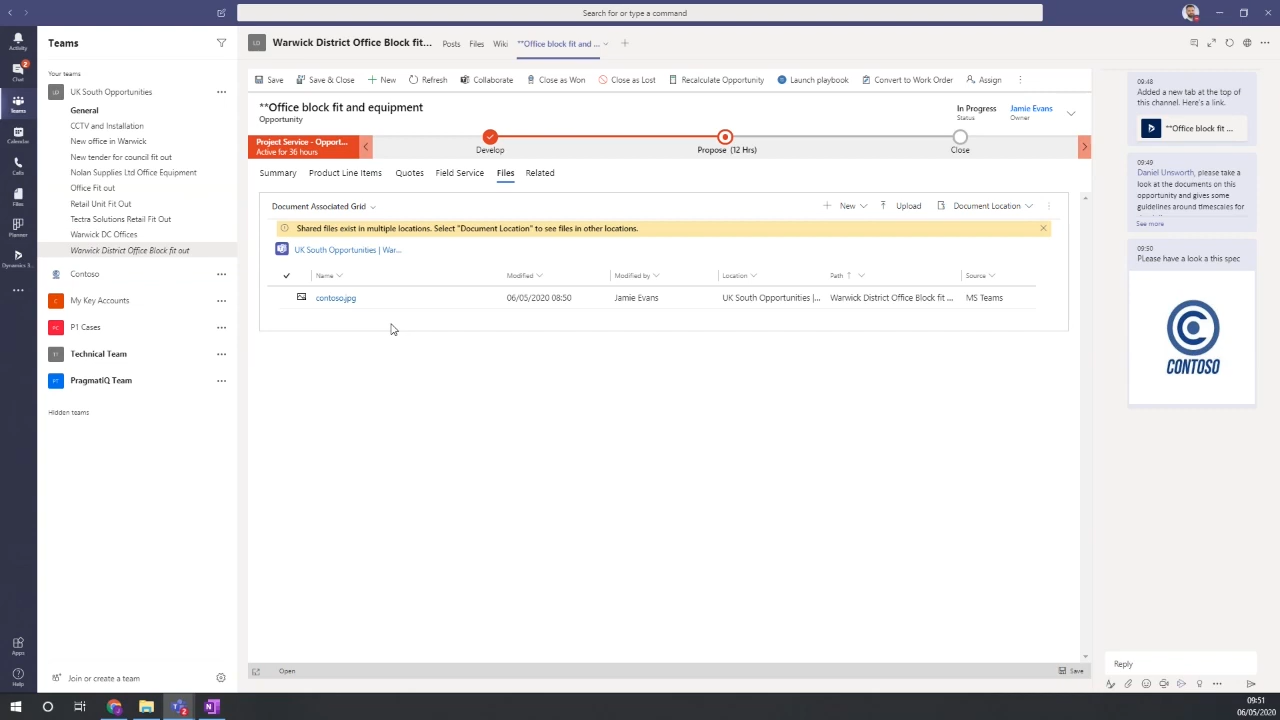 Search for or type a command
Activity
Chat
2
Teams
Calendar
Calls
Files
Planner
Dynamics 3...
Apps
Help
Teams
Your teams
UK South Opportunities
General
CCTV and Installation
New office in Warwick
New tender for council fit out
Nolan Supplies Ltd Office Equipment
Office Fit out
Retail Unit Fit Out
Tectra Solutions Retail Fit Out
Warwick DC Offices
Warwick District Office Block fit out
Contoso
My Key Accounts
P1 Cases
Technical Team
PragmatiQ Team
Hidden teams
Join or create a team
Warwick District Office Block fit... Posts Files Wiki **Office block fit and ...
Save Save & Close New Refresh Collaborate Close as Won Close as Lost Recalculate Opportunity Launch playbook Convert to Work Order Assign
**Office block fit and equipment
Opportunity
In Progress
Status
Jamie Evans
Owner
Project Service - Opport...
Active for 36 hours
Develop
Propose (12 Hrs)
Close
Summary Product Line Items Quotes Field Service Files Related
Document Associated Grid
New Upload Document Location
Shared files exist in multiple locations. Select "Document Location" to see files in other locations.
UK South Opportunities | War...
Name Modified Modified by Location Path Source
contoso.jpg 06/05/2020 08:50 Jamie Evans UK South Opportunities |... Warwick District Office Block fit ... MS Teams
Open
Save
09:48
Added a new tab at the top of
this channel. Here's a link.
**Office block fit ...
09:49
Daniel Unsworth, please take a
look at the documents on this
opportunity and gives some
guidelines around timescales for
See more
09:50
PLease have a look a this spec
CONTOSO
Reply
09:51
06/05/2020